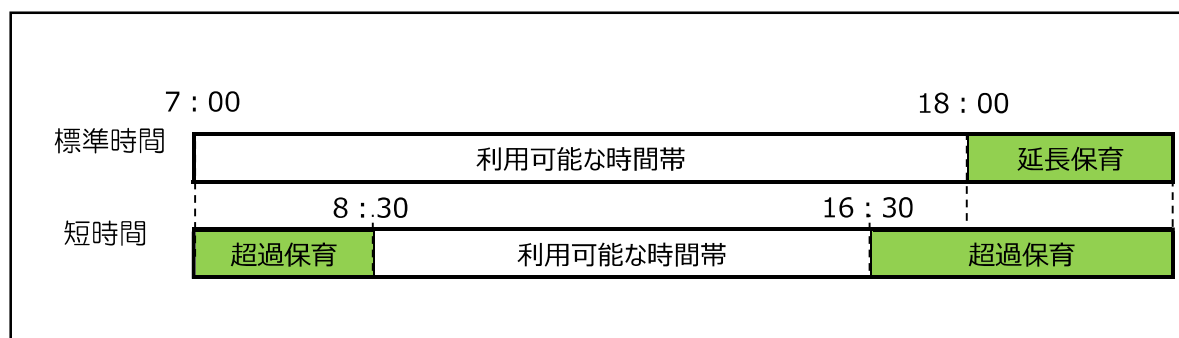 7：00
18：00
標準時間
利用可能な時間帯
延長保育
8：30
16：30
短時間
超過保育
利用可能な時間帯
超過保育